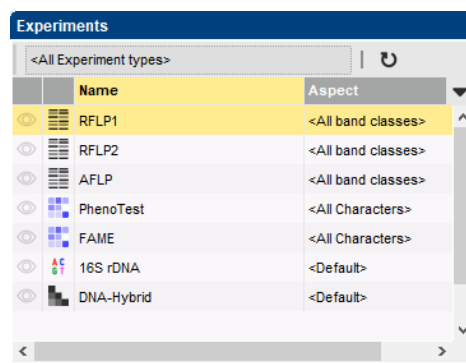 Experiments
<All Experiment types>
Name Aspect
RFLP1 <All band classes>
RFLP2 <All band classes>
AFLP <All band classes>
PhenoTest <All Characters>
FAME <All Characters>
16S rDNA <Default>
DNA-Hybrid <Default>